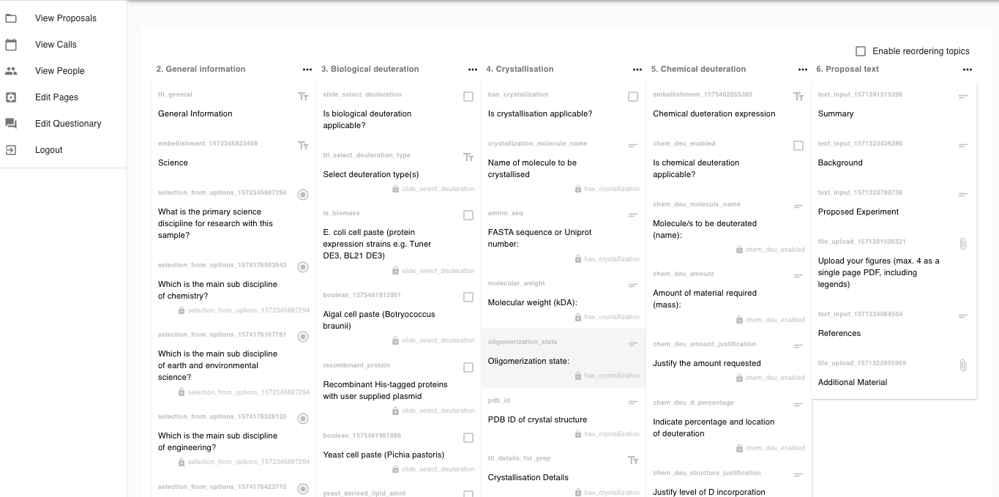 View Proposals
View Calls
View People
Edit Pages
Edit Questionary
Logout
Enable reordering topics
2. General information
ttl_general
General Information
embellishment_1572345833408
Science
selection_from_options_1572345887294
What is the primary science
discipline for research with this
sample?
selection_from_options_1574176003543
Which is the main sub discipline
of chemistry?
selection_from_options_1572345887294
selection_from_options_1574176167761
Which is the main sub discipline
of earth and environmental
science?
selection_from_options_1572345887294
selection_from_options_1574176326125
Which is the main sub discipline
of engineering?
selection_from_options_1572345887294
selection_from_options_1574176423715
3. Biological deuteration
slide_select_deuteration
Is biological deuteration
applicable?
ttl_select_deuteration_type
Select deuteration type(s)
slide_select_deuteration
is_biomass
E. coli cell paste (protein
expression strains e.g. Tuner
DE3, BL21 DE3)
slide_select_deuteration
boolean_1575461912001
Algal cell paste (Botryococcus
braunii)
slide_select_deuteration
recombinant_protein
Recombinant His-tagged proteins
with user supplied plasmid
slide_select_deuteration
boolean_1575461961886
Yeast cell paste (Pichia pastoris)
slide_select_deuteration
yeast_derived_lipid_amnt
4. Crystallisation
has_crystallization
Is crystallisation applicable?
crystallization_molecule_name
Name of molecule to be
crystallised
has_crystallization
amino_seq
FASTA sequence or Uniprot
number:
has_crystallization
molecular_weight
Molecular weight (kDA):
has_crystallization
oligomerization_state
Oligomerization state:
has_crystallization
pdb_id
PDB ID of crystal structure
has_crystallization
ttl_details_for_prep
Crystallisation Details
has_crystallization
5. Chemical deuteration
embellishment_1575462055385
Chemical dueteration expression
chem_deu_enabled
Is chemical deuteration
applicable?
chem_deu_molecule_name
Molecule/s to be deuterated
(name):
chem_deu_enabled
chem_deu_amount
Amount of material required
(mass):
chem_deu_enabled
chem_deu_amount_justification
Justify the amount requested
chem_deu_enabled
chem_deu_d_percentage
Indicate percentage and location
of deuteration
chem_deu_enabled
chem_deu_structure_justification
Justify level of D incorporation
6. Proposal text
text_input_1571391315398
Summary
text_input_1571323436286
Background
text_input_1571323780736
Proposed Experiment
file_upload_1571391506321
Upload your figures (max. 4 as a
single page PDF, including
legends)
text_input_1571324064504
References
file_upload_1571323955969
Additional Material